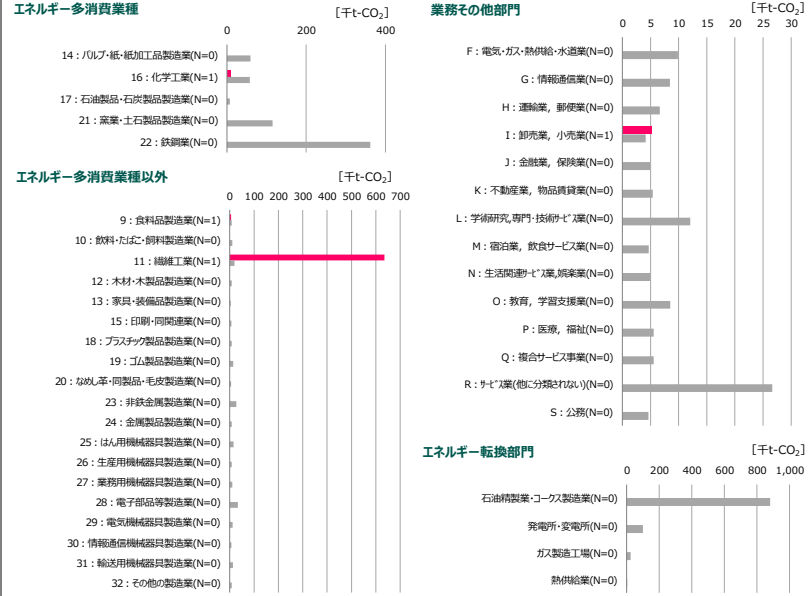 エネルギー多消費業種
[千t-CO₂]
0 200 400
14：パルプ・紙・紙加工品製造業(N=0)
16：化学工業(N=1)
17：石油製品・石炭製品製造業(N=0)
21：窯業・土石製品製造業(N=0)
22：鉄鋼業(N=0)
エネルギー多消費業種以外
[千t-CO₂]
0 100 200 300 400 500 600 700
9：食料品製造業(N=1)
10：飲料・たばこ・飼料製造業(N=0)
11：繊維工業(N=1)
12：木材・木製品製造業(N=0)
13：家具・装備品製造業(N=0)
15：印刷・同関連業(N=0)
18：プラスチック製品製造業(N=0)
19：ゴム製品製造業(N=0)
20：なめし革・同製品・毛皮製造業(N=0)
23：非鉄金属製造業(N=0)
24：金属製品製造業(N=0)
25：はん用機械器具製造業(N=0)
26：生産用機械器具製造業(N=0)
27：業務用機械器具製造業(N=0)
28：電子部品等製造業(N=0)
29：電気機械器具製造業(N=0)
30：情報通信機械器具製造業(N=0)
31：輸送用機械器具製造業(N=0)
32：その他の製造業(N=0)
業務その他部門
[千t-CO₂]
0 5 10 15 20 25 30
F：電気・ガス・熱供給・水道業(N=0)
G：情報通信業(N=0)
H：運輸業，郵便業(N=0)
I：卸売業，小売業(N=1)
J：金融業，保険業(N=0)
K：不動産業，物品賃貸業(N=0)
L：学術研究,専門・技術ｻｰﾋﾞｽ業(N=0)
M：宿泊業，飲食サービス業(N=0)
N：生活関連ｻｰﾋﾞｽ業,娯楽業(N=0)
O：教育，学習支援業(N=0)
P：医療，福祉(N=0)
Q：複合サービス事業(N=0)
R：ｻｰﾋﾞｽ業(他に分類されない)(N=0)
S：公務(N=0)
エネルギー転換部門
[千t-CO₂]
0 200 400 600 800 1,000
石油精製業・コークス製造業(N=0)
発電所・変電所(N=0)
ガス製造工場(N=0)
熱供給業(N=0)